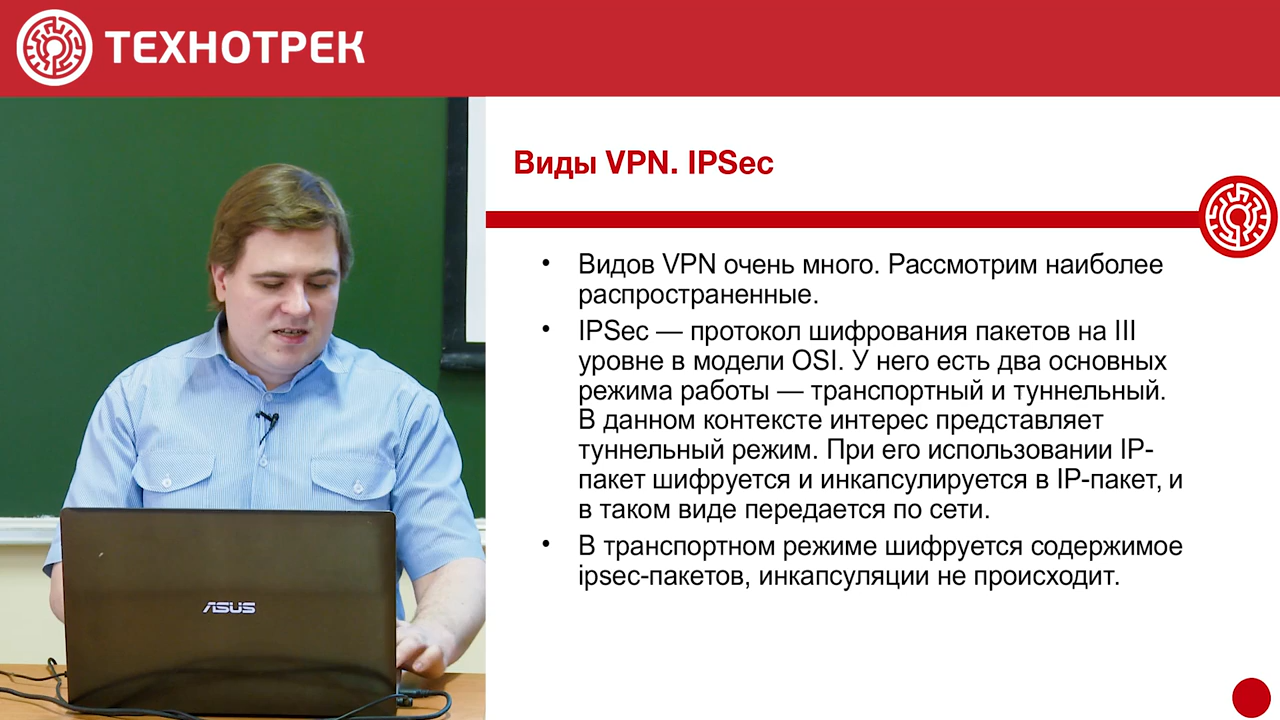 ТЕХНОТРЕК
Виды VPN. IPSec
• Видов VPN очень много. Рассмотрим наиболее
распространенные.
• IPSec — протокол шифрования пакетов на III
уровне в модели OSI. У него есть два основных
режима работы — транспортный и туннельный.
В данном контексте интерес представляет
туннельный режим. При его использовании IP-
пакет шифруется и инкапсулируется в IP-пакет, и
в таком виде передается по сети.
• В транспортном режиме шифруется содержимое
ipsec-пакетов, инкапсуляции не происходит.
ASUS